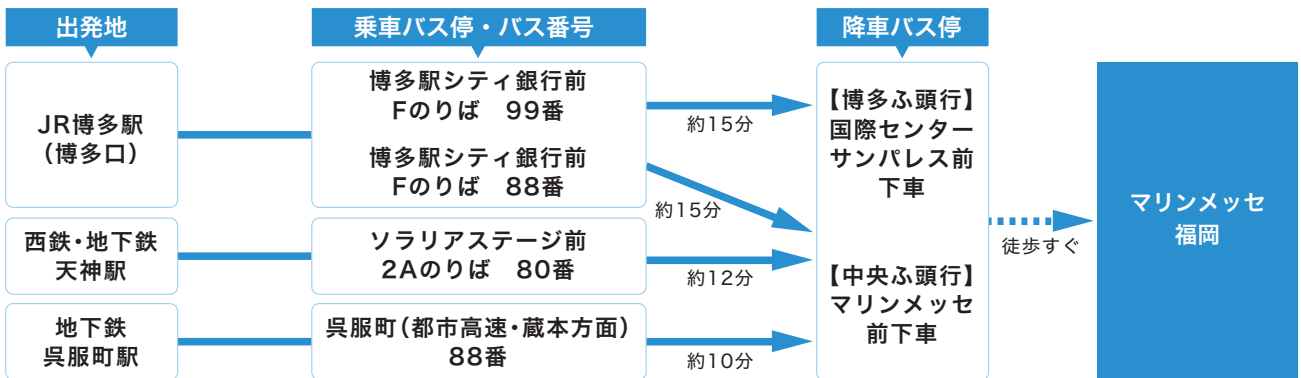 出発地
乗車バス停・バス番号
降車バス停
JR博多駅
（博多口）
博多駅シティ銀行前
Fのりば　99番
博多駅シティ銀行前
Fのりば　88番
約15分
約15分
西鉄・地下鉄
天神駅
ソラリアステージ前
2Aのりば　80番
約12分
地下鉄
呉服町駅
呉服町（都市高速・蔵本方面）
88番
約10分
【博多ふ頭行】
国際センター
サンパレス前
下車
【中央ふ頭行】
マリンメッセ
前下車
徒歩すぐ
マリンメッセ
福岡